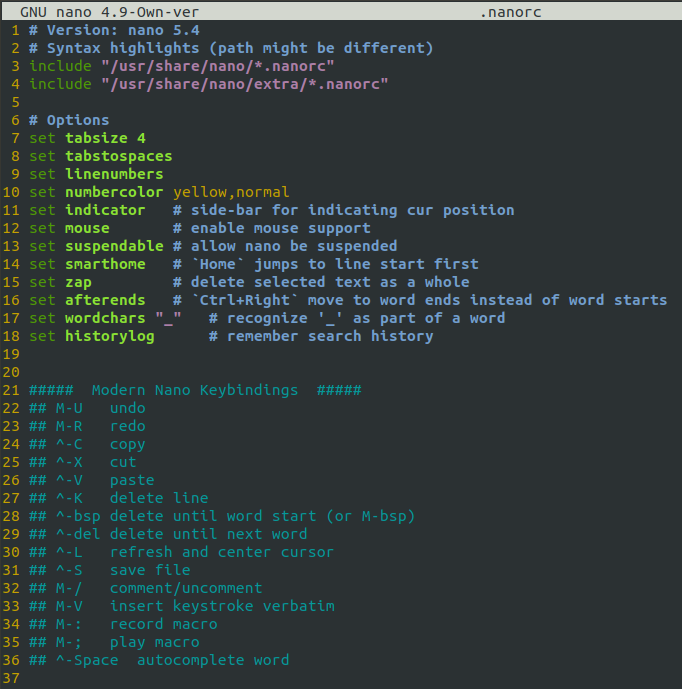 GNU nano 4.9-Own-ver                               .nanorc
1 # Version: nano 5.4
2 # Syntax highlights (path might be different)
3 include "/usr/share/nano/*.nanorc"
4 include "/usr/share/nano/extra/*.nanorc"
5
6 # Options
7 set tabsize 4
8 set tabstospaces
9 set linenumbers
10 set numbercolor yellow,normal
11 set indicator   # side-bar for indicating cur position
12 set mouse       # enable mouse support
13 set suspendable # allow nano be suspended
14 set smarthome   # `Home` jumps to line start first
15 set zap         # delete selected text as a whole
16 set afterends   # `Ctrl+Right` move to word ends instead of word starts
17 set wordchars "_"   # recognize '_' as part of a word
18 set historylog      # remember search history
19
20
21 #####  Modern Nano Keybindings  #####
22 ## M-U   undo
23 ## M-R   redo
24 ## ^-C   copy
25 ## ^-X   cut
26 ## ^-V   paste
27 ## ^-K   delete line
28 ## ^-bsp delete until word start (or M-bsp)
29 ## ^-del delete until next word
30 ## ^-L   refresh and center cursor
31 ## ^-S   save file
32 ## M-/   comment/uncomment
33 ## M-V   insert keystroke verbatim
34 ## M-:   record macro
35 ## M-;   play macro
36 ## ^-Space  autocomplete word
37